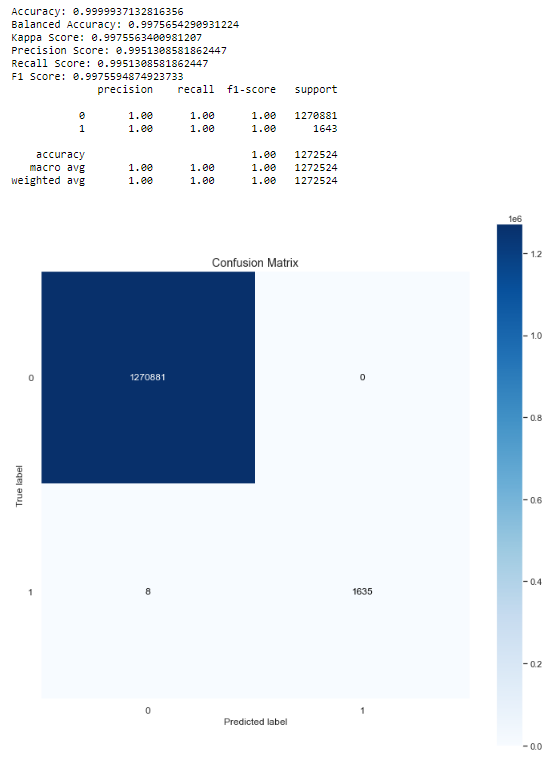 Accuracy: 0.9999937132816356
Balanced Accuracy: 0.9975654290931224
Kappa Score: 0.9975563400981207
Precision Score: 0.9951308581862447
Recall Score: 0.9951308581862447
F1 Score: 0.9975594874923733
precision recall f1-score support
0 1.00 1.00 1.00 1270881
1 1.00 1.00 1.00 1643
accuracy 1.00 1272524
macro avg 1.00 1.00 1.00 1272524
weighted avg 1.00 1.00 1.00 1272524
1e6
Confusion Matrix
1.2
1.0
0.8
0.6
0.4
0.2
0.0
True label
0 1270881 0
1 8 1635
0 1
Predicted label